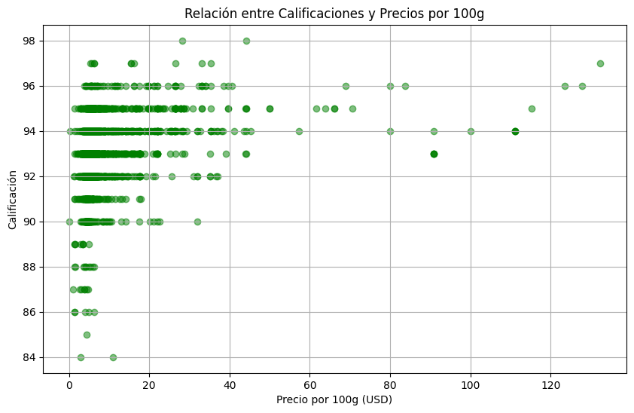 Relación entre Calificaciones y Precios por 100g
Calificación
98
96
94
92
90
88
86
84
0 20 40 60 80 100 120
Precio por 100g (USD)